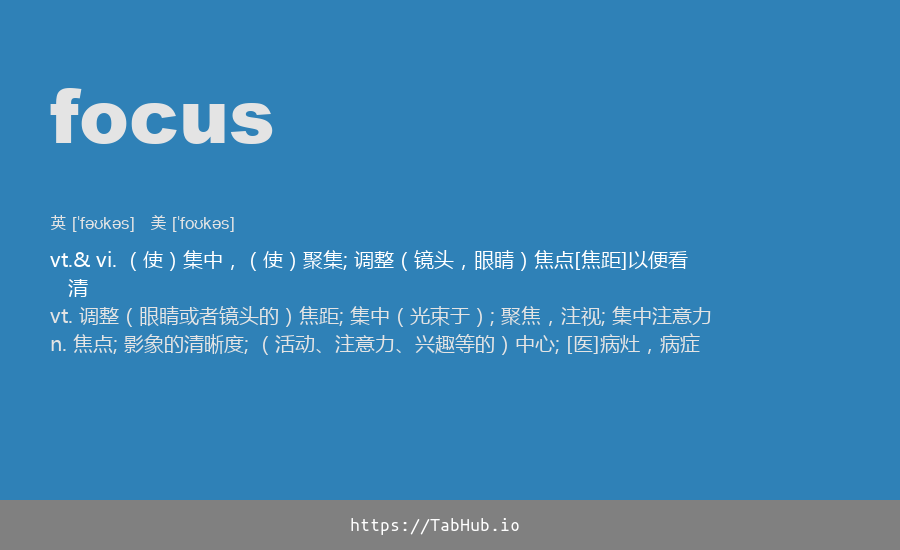 focus
英 [ˈfəʊkəs] 美 [ˈfoʊkəs]
vt.& vi. （使）集中，（使）聚集; 调整（镜头，眼睛）焦点[焦距]以便看
清
vt. 调整（眼睛或者镜头的）焦距; 集中（光束于）; 聚焦，注视; 集中注意力
n. 焦点; 影象的清晰度; （活动、注意力、兴趣等的）中心; [医]病灶，病症
https://TabHub.io